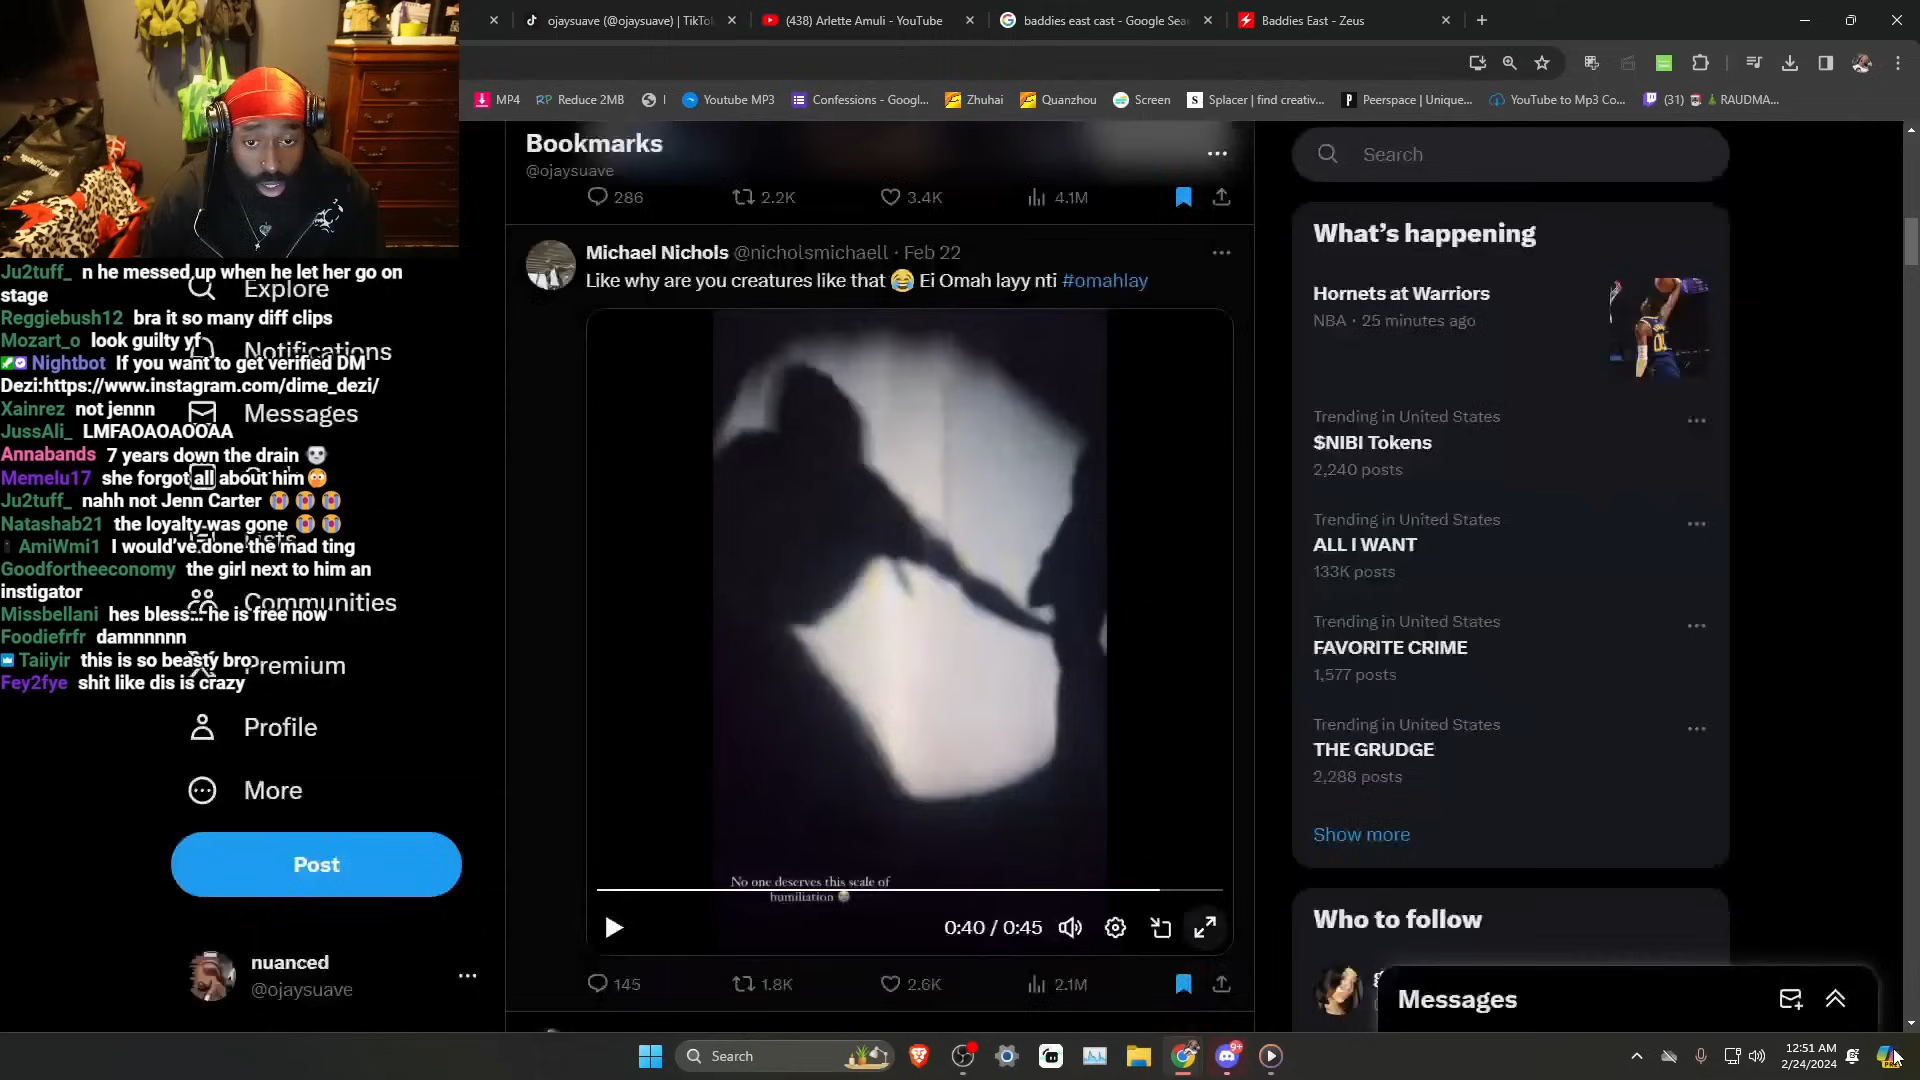 ojaysuave (@ojaysuave) | TikTo
(438) Arlette Amuli - YouTube
baddies east cast - Google Sea
Baddies East - Zeus
MP4
Reduce 2MB
Youtube MP3
Confessions - Googl...
Zhuhai
Quanzhou
Screen
Splacer | find creativ...
Peerspace | Unique...
YouTube to Mp3 Co...
(31)
RAUDMA...
Ju2tuff_ n he messed up when he let her go on
stage
Reggiebush12 bra it so many diff clips
Mozart_o look guilty yf
Nightbot If you want to get verified DM
Dezi:https://www.instagram.com/dime_dezi/
Xainrez not jennn
JussAli_ LMFAOAOAOOAA
Annabands 7 years down the drain 💀
Memelu17 she forgot all about him
Ju2tuff_ nahh not Jenn Carter 😭 😭 😭
Natashab21 the loyalty was gone 😭 😭
AmiWmi1 I would've done the mad ting
Goodfortheeconomy the girl next to him an
instigator
Missbellani hes bless... he is free now
Foodiefrfr damnnnnn
Taiiyir this is so beasty bro
Fey2fye shit like dis is crazy
Explore
Notifications
Messages
Lists
Communities
Premium
Profile
More
Post
nuanced
@ojaysuave
Bookmarks
@ojaysuave
286
2.2K
3.4K
4.1M
Michael Nichols @nicholsmichaell · Feb 22
Like why are you creatures like that 😂 Ei Omah layy nti #omahlay
No one deserves this scale of
humiliation
0:40 / 0:45
145
1.8K
2.6K
2.1M
Search
What's happening
Hornets at Warriors
NBA · 25 minutes ago
Trending in United States
$NIBI Tokens
2,240 posts
Trending in United States
ALL I WANT
133K posts
Trending in United States
FAVORITE CRIME
1,577 posts
Trending in United States
THE GRUDGE
2,288 posts
Show more
Who to follow
Messages
Search
9+
12:51 AM
2/24/2024